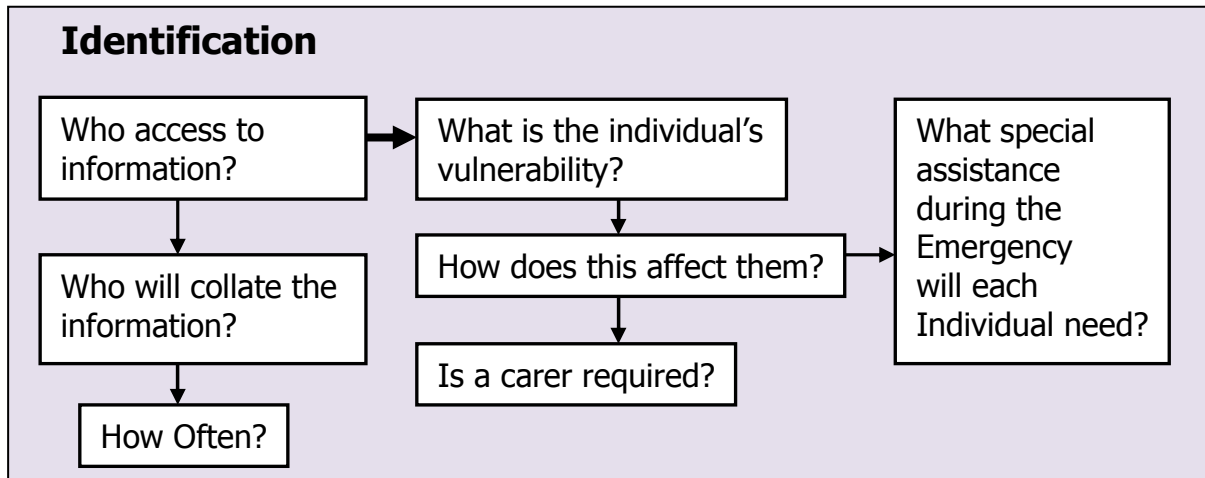 Identification
Who access to
information?
Who will collate the
information?
How Often?
What is the individual’s
vulnerability?
How does this affect them?
Is a carer required?
What special
assistance
during the
Emergency
will each
Individual need?